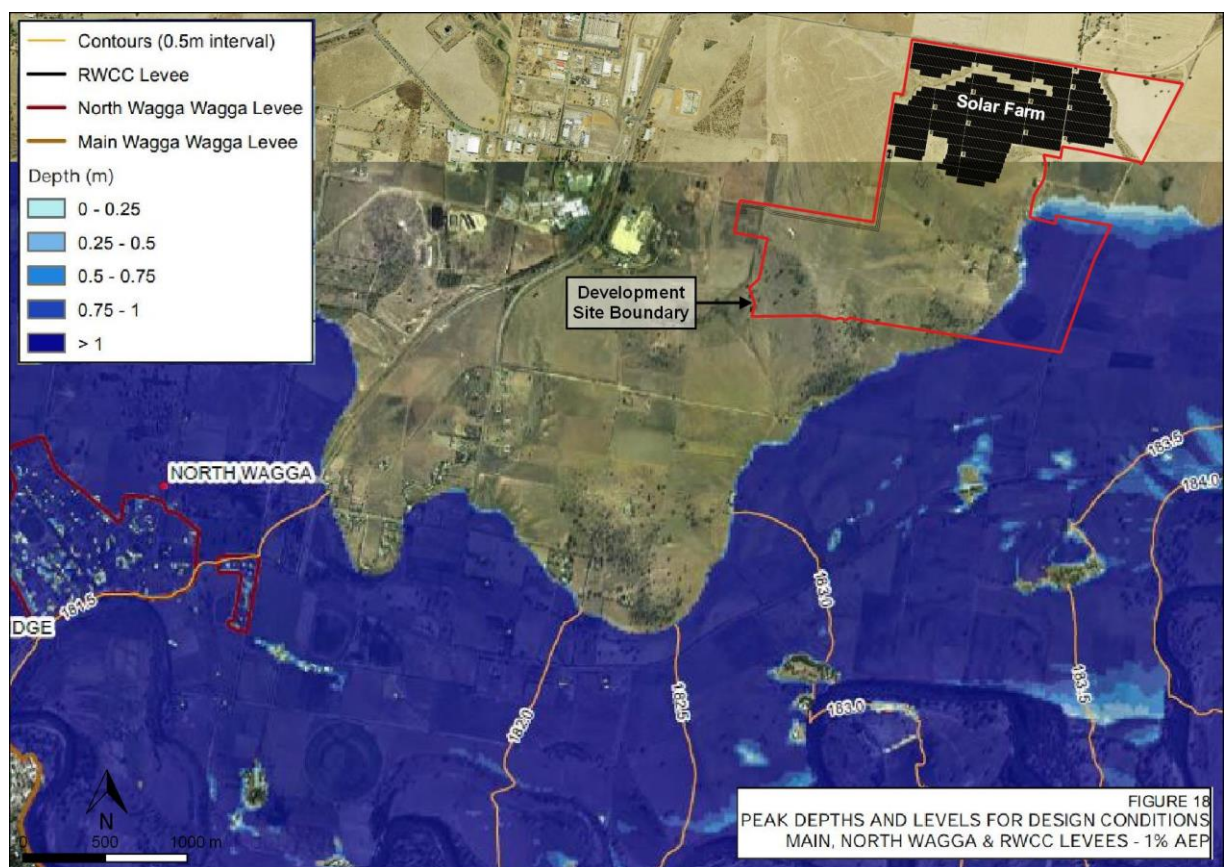 Contours (0.5m interval)
RWCC Levee
North Wagga Wagga Levee
Main Wagga Wagga Levee
Depth (m)
0 - 0.25
0.25 - 0.5
0.5 - 0.75
0.75 - 1
> 1
Solar Farm
Development
Site Boundary
183.5
184.0
NORTH WAGGA
181.5
183.0
DGE
182.0
182.5
183.0
183.5
N
0 500 1000 m
FIGURE 18
PEAK DEPTHS AND LEVELS FOR DESIGN CONDITIONS
MAIN, NORTH WAGGA & RWCC LEVEES - 1% AEP